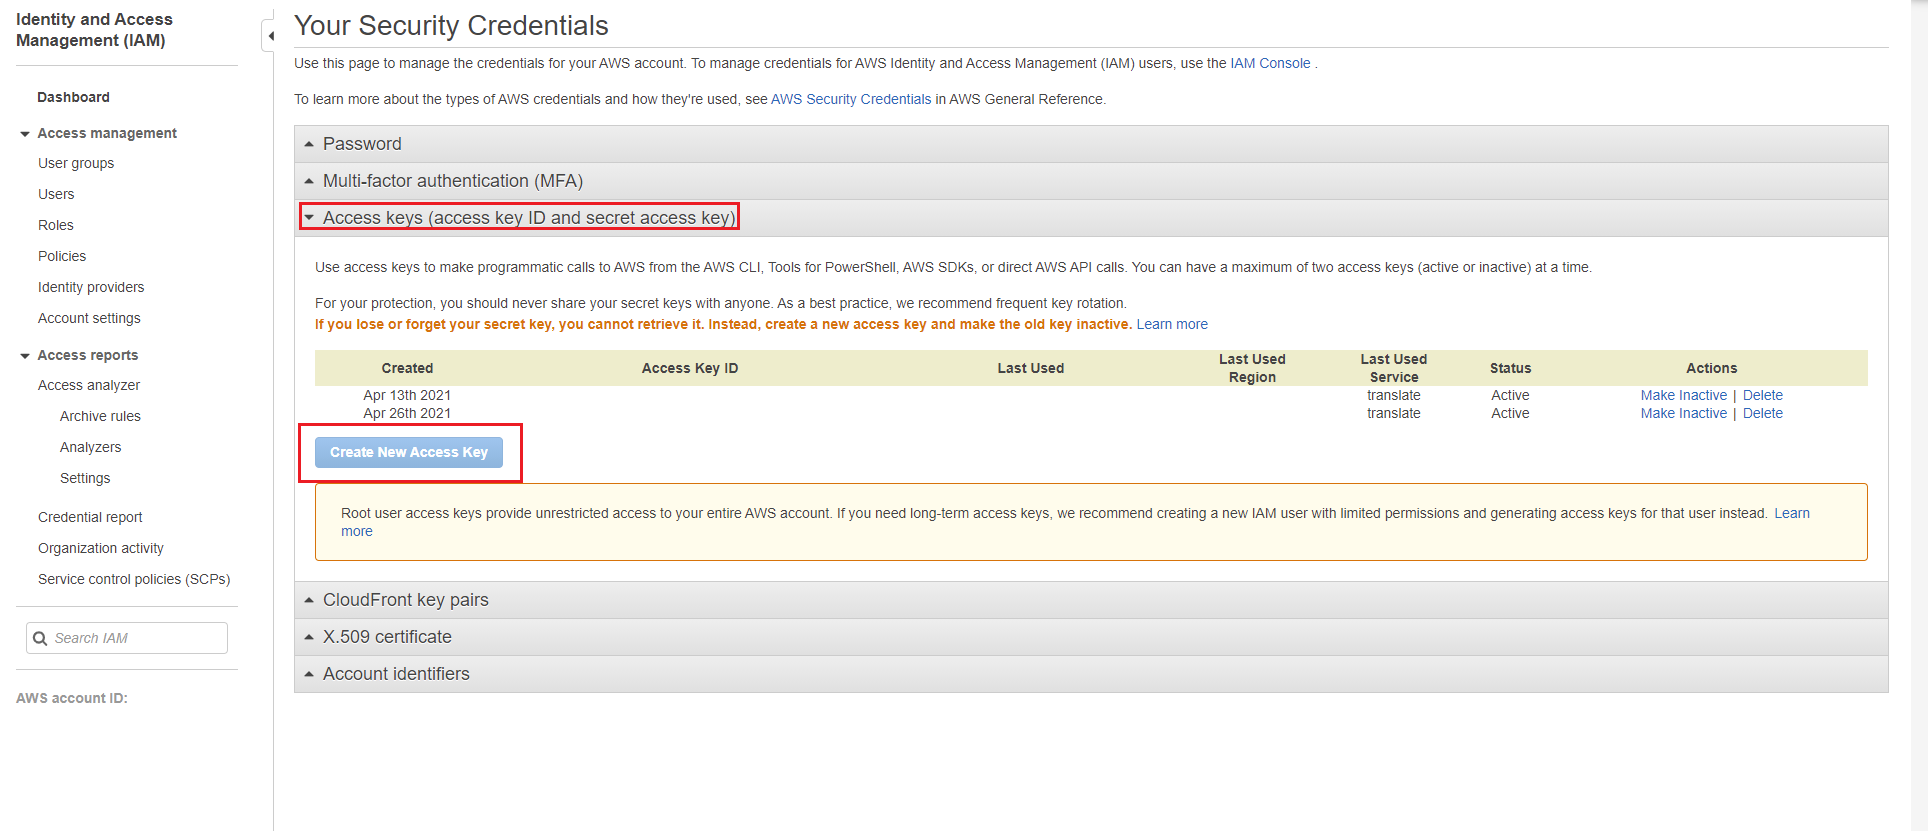 Identity and Access
Management (IAM)
Dashboard
Access management
User groups
Users
Roles
Policies
Identity providers
Account settings
Access reports
Access analyzer
Archive rules
Analyzers
Settings
Credential report
Organization activity
Service control policies (SCPs)
Search IAM
AWS account ID:
Your Security Credentials
Use this page to manage the credentials for your AWS account. To manage credentials for AWS Identity and Access Management (IAM) users, use the IAM Console .
To learn more about the types of AWS credentials and how they're used, see AWS Security Credentials in AWS General Reference.
Password
Multi-factor authentication (MFA)
Access keys (access key ID and secret access key)
Use access keys to make programmatic calls to AWS from the AWS CLI, Tools for PowerShell, AWS SDKs, or direct AWS API calls. You can have a maximum of two access keys (active or inactive) at a time.
For your protection, you should never share your secret keys with anyone. As a best practice, we recommend frequent key rotation.
If you lose or forget your secret key, you cannot retrieve it. Instead, create a new access key and make the old key inactive. Learn more
Created Access Key ID Last Used Last Used Region Last Used Service Status Actions
Apr 13th 2021 translate Active Make Inactive | Delete
Apr 26th 2021 translate Active Make Inactive | Delete
Create New Access Key
Root user access keys provide unrestricted access to your entire AWS account. If you need long-term access keys, we recommend creating a new IAM user with limited permissions and generating access keys for that user instead. Learn
more
CloudFront key pairs
X.509 certificate
Account identifiers